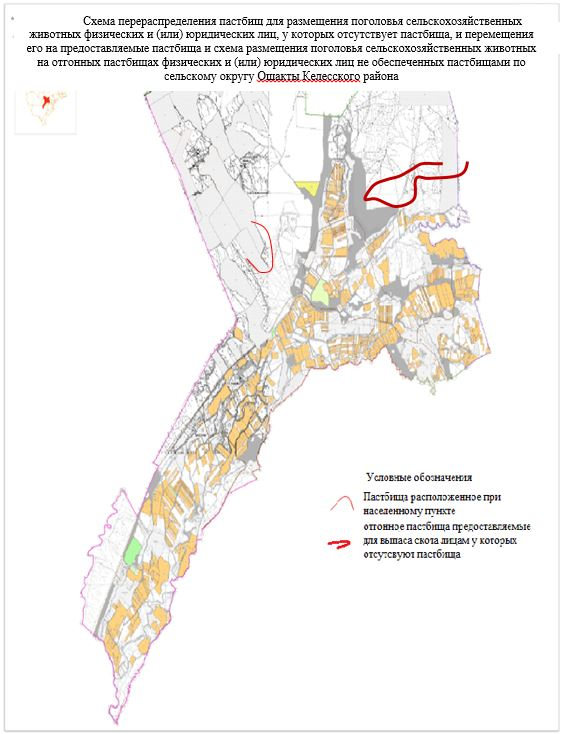 Схема перераспределения пастбищ для размещения поголовья сельскохозяйственных
животных физических и (или) юридических лиц, у которых отсутствует пастбища, и перемещения
его на предоставляемые пастбища и схема размещения поголовья сельскохозяйственных животных
на отгонных пастбищах физических и (или) юридических лиц не обеспеченных пастбищами по
сельскому округу Ошакты Келесского района
Условные обозначения
Пастбища расположенное при
населенному пункте
отгонное пастбища предоставляемые
для выпаса скота лицам у которых
отсутсвуют пастбища